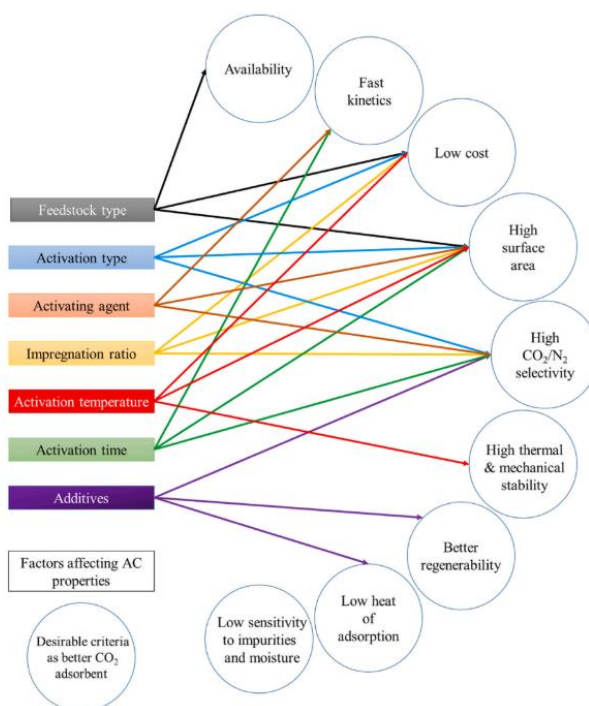 Availability
Fast
kinetics
Low cost
High
surface
area
High
CO₂/N₂
selectivity
High thermal
& mechanical
stability
Better
regenerability
Low heat
of
adsorption
Low sensitivity
to impurities
and moisture
Feedstock type
Activation type
Activating agent
Impregnation ratio
Activation temperature
Activation time
Additives
Factors affecting AC
properties
Desirable criteria
as better CO₂
adsorbent